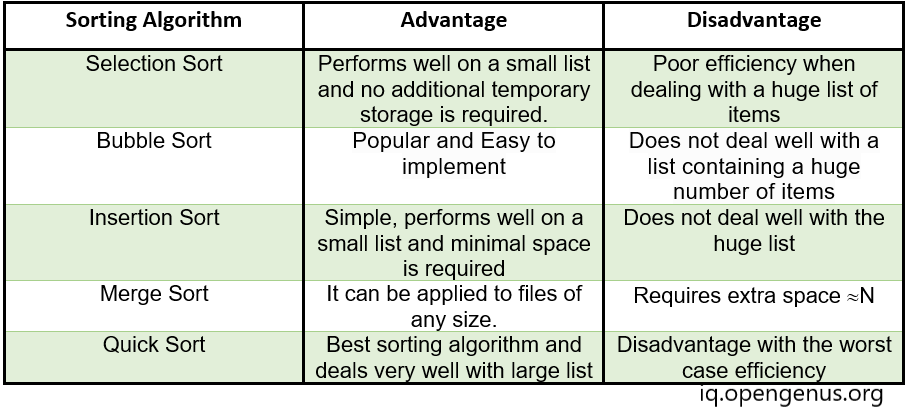 Sorting Algorithm Advantage Disadvantage
Selection Sort Performs well on a small list Poor efficiency when
and no additional temporary dealing with a huge list of
storage is required. items
Bubble Sort Popular and Easy to Does not deal well with a
implement list containing a huge
number of items
Insertion Sort Simple, performs well on a Does not deal well with the
small list and minimal space huge list
is required
Merge Sort It can be applied to files of Requires extra space ≈N
any size.
Quick Sort Best sorting algorithm and Disadvantage with the worst
deals very well with large list case efficiency
iq.opengenus.org